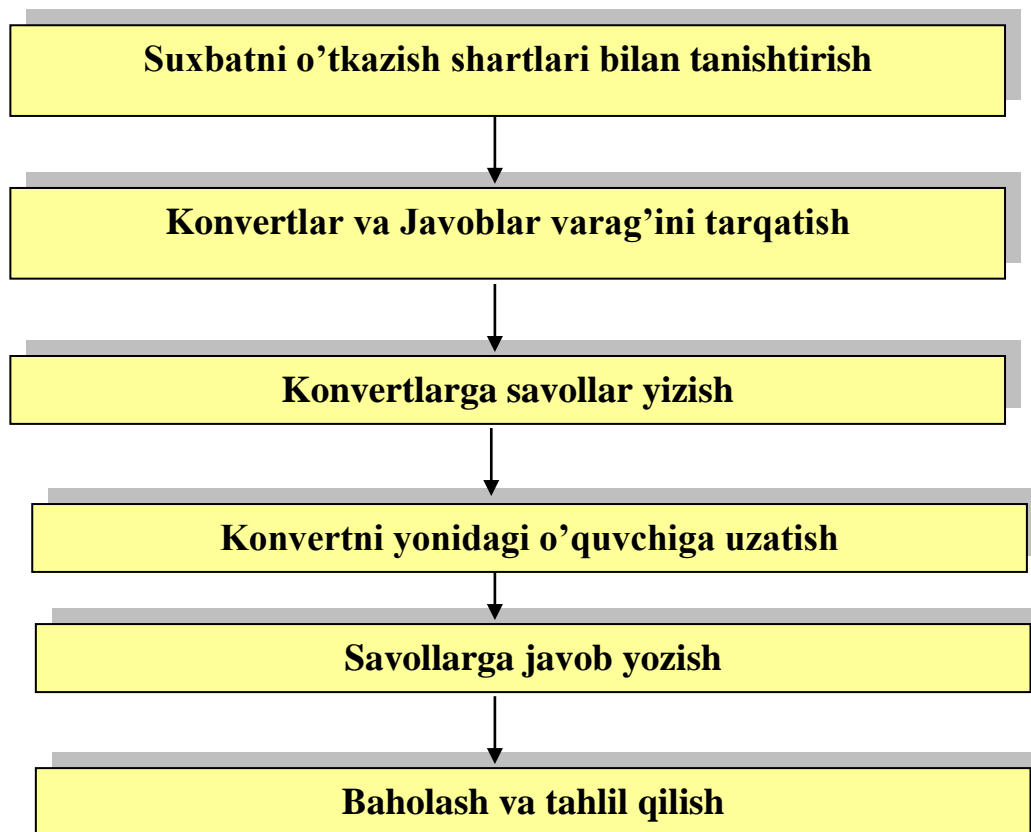 Suxbatni o’tkazish shartlari bilan tanishtirish
Konvertlar va Javoblar varag’ini tarqatish
Konvertlarga savollar yizish
Konvertni yonidagi o’quvchiga uzatish
Savollarga javob yozish
Baholash va tahlil qilish